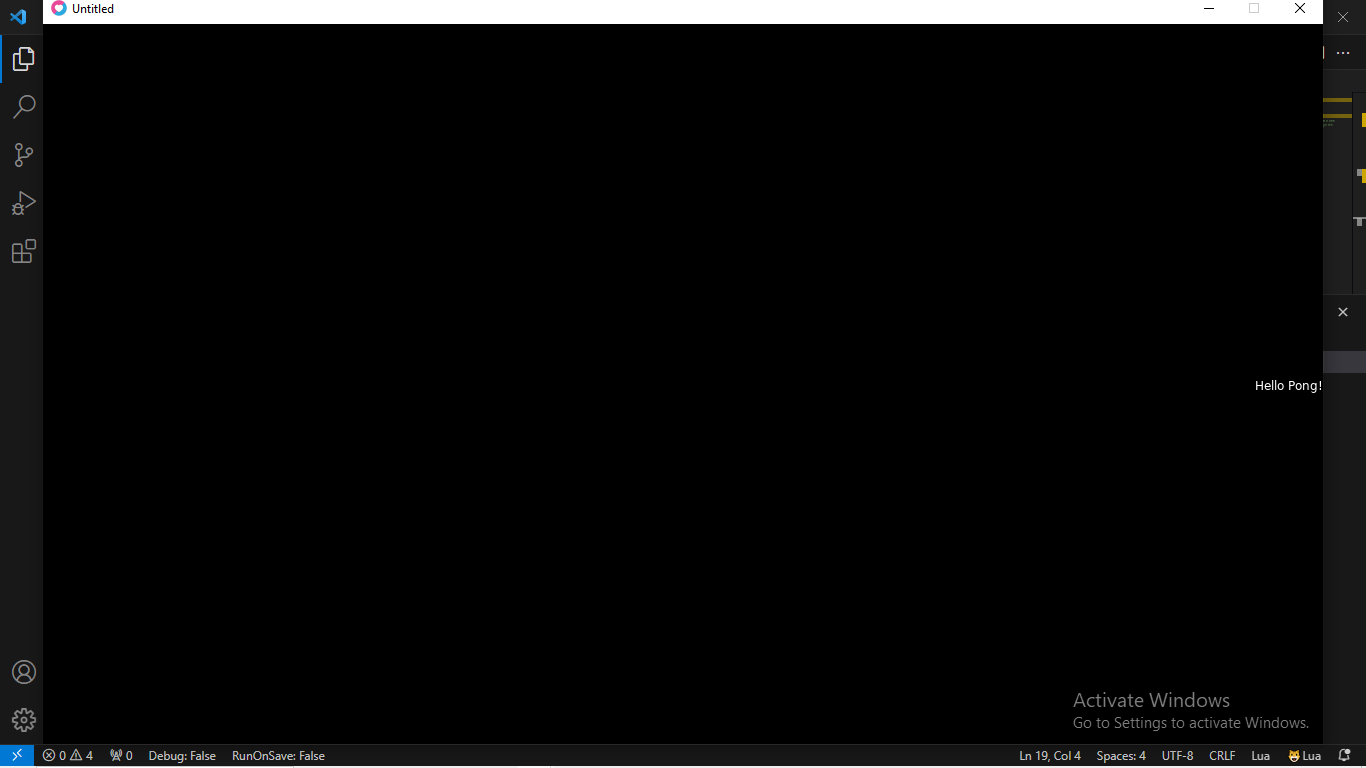 Untitled
Hello Pong!
Activate Windows
Go to Settings to activate Windows.
0 4 0 Debug: False RunOnSave: False Ln 19, Col 4 Spaces: 4 UTF-8 CRLF Lua Lua